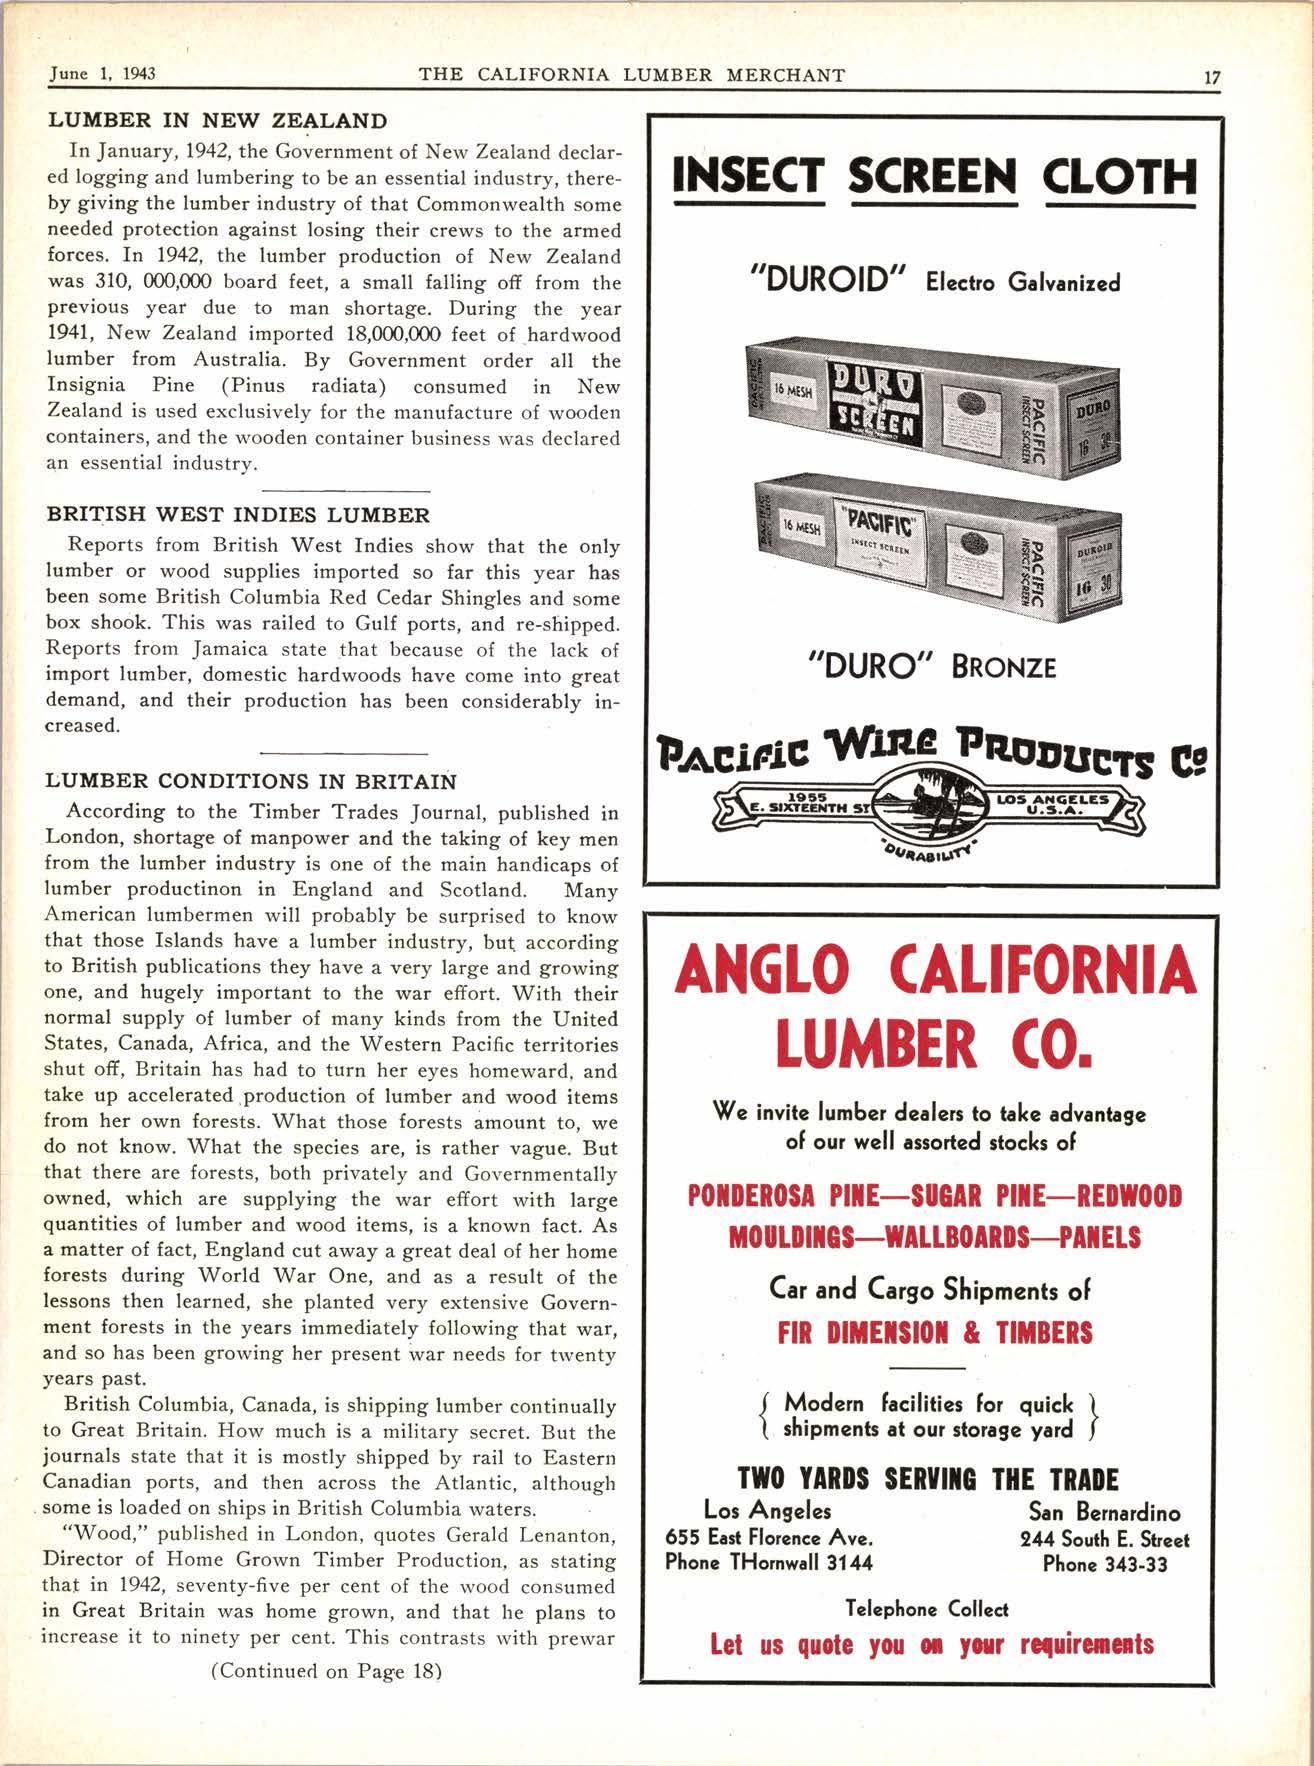 June 1, 1943 THE CALIFORNIA LUMBER MERCHANT 17
LUMBER IN NEW ZEALAND
In January, 1942, the Government of New Zealand declar-
ed logging and lumbering to be an essential industry, there-
by giving the lumber industry of that Commonwealth some
needed protection against losing their crews to the armed
forces. In 1942, the lumber production of New Zealand
was 310, 000,000 board feet, a small falling off from the
previous year due to man shortage. During the year
1941, New Zealand imported 18,000,000 feet of hardwood
lumber from Australia. By Government order all the
Insignia Pine (Pinus radiata) consumed in New
Zealand is used exclusively for the manufacture of wooden
containers, and the wooden container business was declared
an essential industry.
BRITISH WEST INDIES LUMBER
Reports from British West Indies show that the only
lumber or wood supplies imported so far this year has
been some British Columbia Red Cedar Shingles and some
box shook. This was railed to Gulf ports, and re-shipped.
Reports from Jamaica state that because of the lack of
import lumber, domestic hardwoods have come into great
demand, and their production has been considerably in-
creased.
LUMBER CONDITIONS IN BRITAIN
According to the Timber Trades Journal, published in
London, shortage of manpower and the taking of key men
from the lumber industry is one of the main handicaps of
lumber productinon in England and Scotland. Many
American lumbermen will probably be surprised to know
that those Islands have a lumber industry, but according
to British publications they have a very large and growing
one, and hugely important to the war effort. With their
normal supply of lumber of many kinds from the United
States, Canada, Africa, and the Western Pacific territories
shut off, Britain has had to turn her eyes homeward, and
take up accelerated production of lumber and wood items
from her own forests. What those forests amount to, we
do not know. What the species are, is rather vague. But
that there are forests, both privately and Governmentally
owned, which are supplying the war effort with large
quantities of lumber and wood items, is a known fact. As
a matter of fact, England cut away a great deal of her home
forests during World War One, and as a result of the
lessons then learned, she planted very extensive Govern-
ment forests in the years immediately following that war,
and so has been growing her present war needs for twenty
years past.
British Columbia, Canada, is shipping lumber continually
to Great Britain. How much is a military secret. But the
journals state that it is mostly shipped by rail to Eastern
Canadian ports, and then across the Atlantic, although
some is loaded on ships in British Columbia waters.
"Wood," published in London, quotes Gerald Lenanton,
Director of Home Grown Timber Production, as stating
that in 1942, seventy-five per cent of the wood consumed
in Great Britain was home grown, and that he plans to
increase it to ninety per cent. This contrasts with prewar
(Continued on Page 18)
INSECT SCREEN CLOTH
"DUROID" Electro Galvanized
16 MESH
DURO
SCREEN
PACIFIC
INSECT SCREEN
DURO
16 30
16 MESH
"PACIFIC"
INSECT SCREEN
PACIFIC
INSECT SCREEN
DUROID
16 30
"DURO" BRONZE
PACIFIC WIRE PRODUCTS CO
1955
E. SIXTEENTH ST
LOS ANGELES
U.S.A.
"DURABILITY"
ANGLO CALIFORNIA
LUMBER CO.
We invite lumber dealers to take advantage
of our well assorted stocks of
PONDEROSA PINE—SUGAR PINE—REDWOOD
MOULDINGS—WALLBOARDS—PANELS
Car and Cargo Shipments of
FIR DIMENSION & TIMBERS
{ Modern facilities for quick }
{ shipments at our storage yard }
TWO YARDS SERVING THE TRADE
Los Angeles San Bernardino
655 East Florence Ave. 244 South E. Street
Phone THornwall 3144 Phone 343-33
Telephone Collect
Let us quote you on your requirements